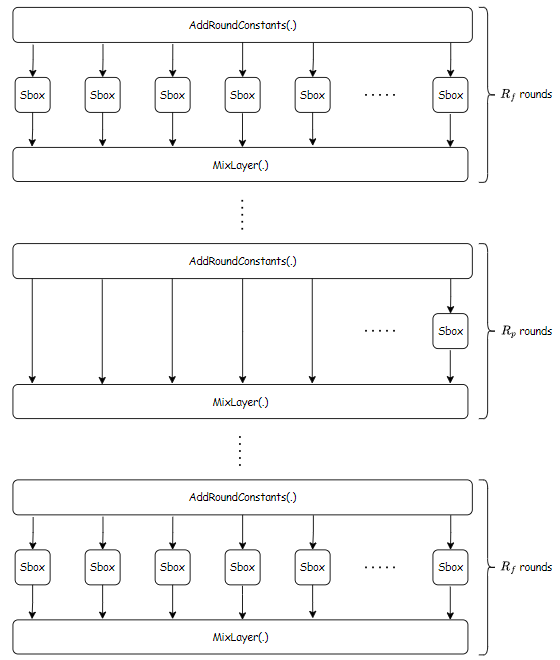 AddRoundConstants(.)
Sbox Sbox Sbox Sbox Sbox ..... Sbox
R_f rounds
MixLayer(.)
AddRoundConstants(.)
..... Sbox
R_p rounds
MixLayer(.)
AddRoundConstants(.)
Sbox Sbox Sbox Sbox Sbox ..... Sbox
R_f rounds
MixLayer(.)